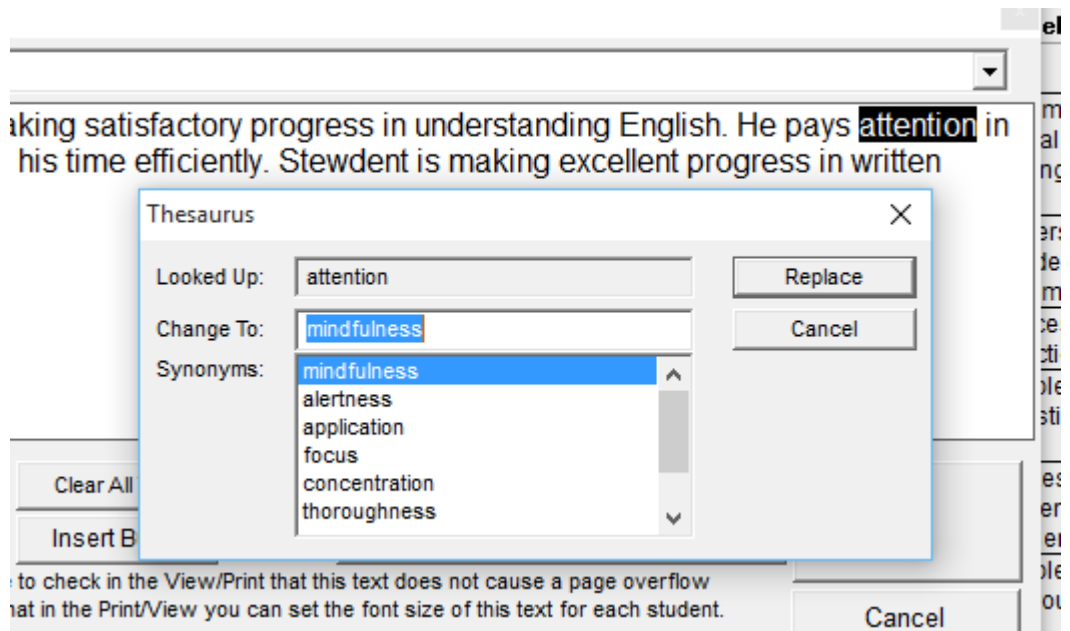 aking satisfactory progress in understanding English. He pays attention in
his time efficiently. Stewdent is making excellent progress in written
Thesaurus
Looked Up: attention Replace
Change To: mindfulness Cancel
Synonyms: mindfulness
alertness
application
focus
concentration
thoroughness
Clear All
Insert B
to check in the View/Print that this text does not cause a page overflow
hat in the Print/View you can set the font size of this text for each student.
Cancel